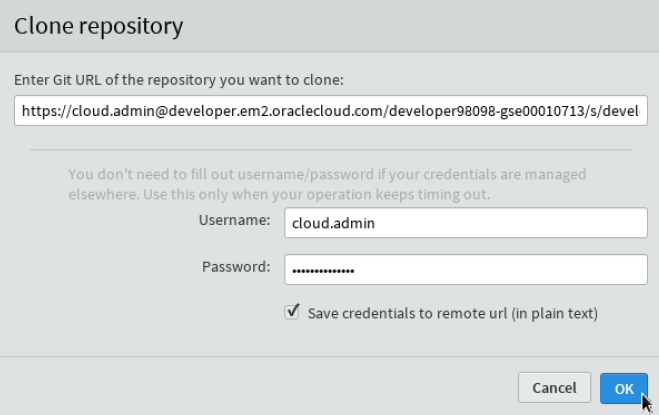 Clone repository
Enter Git URL of the repository you want to clone:
https://cloud.admin@developer.em2.oraclecloud.com/developer98098-gse00010713/s/devel
You don't need to fill out username/password if your credentials are managed
elsewhere. Use this only when your operation keeps timing out.
Username: cloud.admin
Password: ••••••••••••••
Save credentials to remote url (in plain text)
Cancel OK